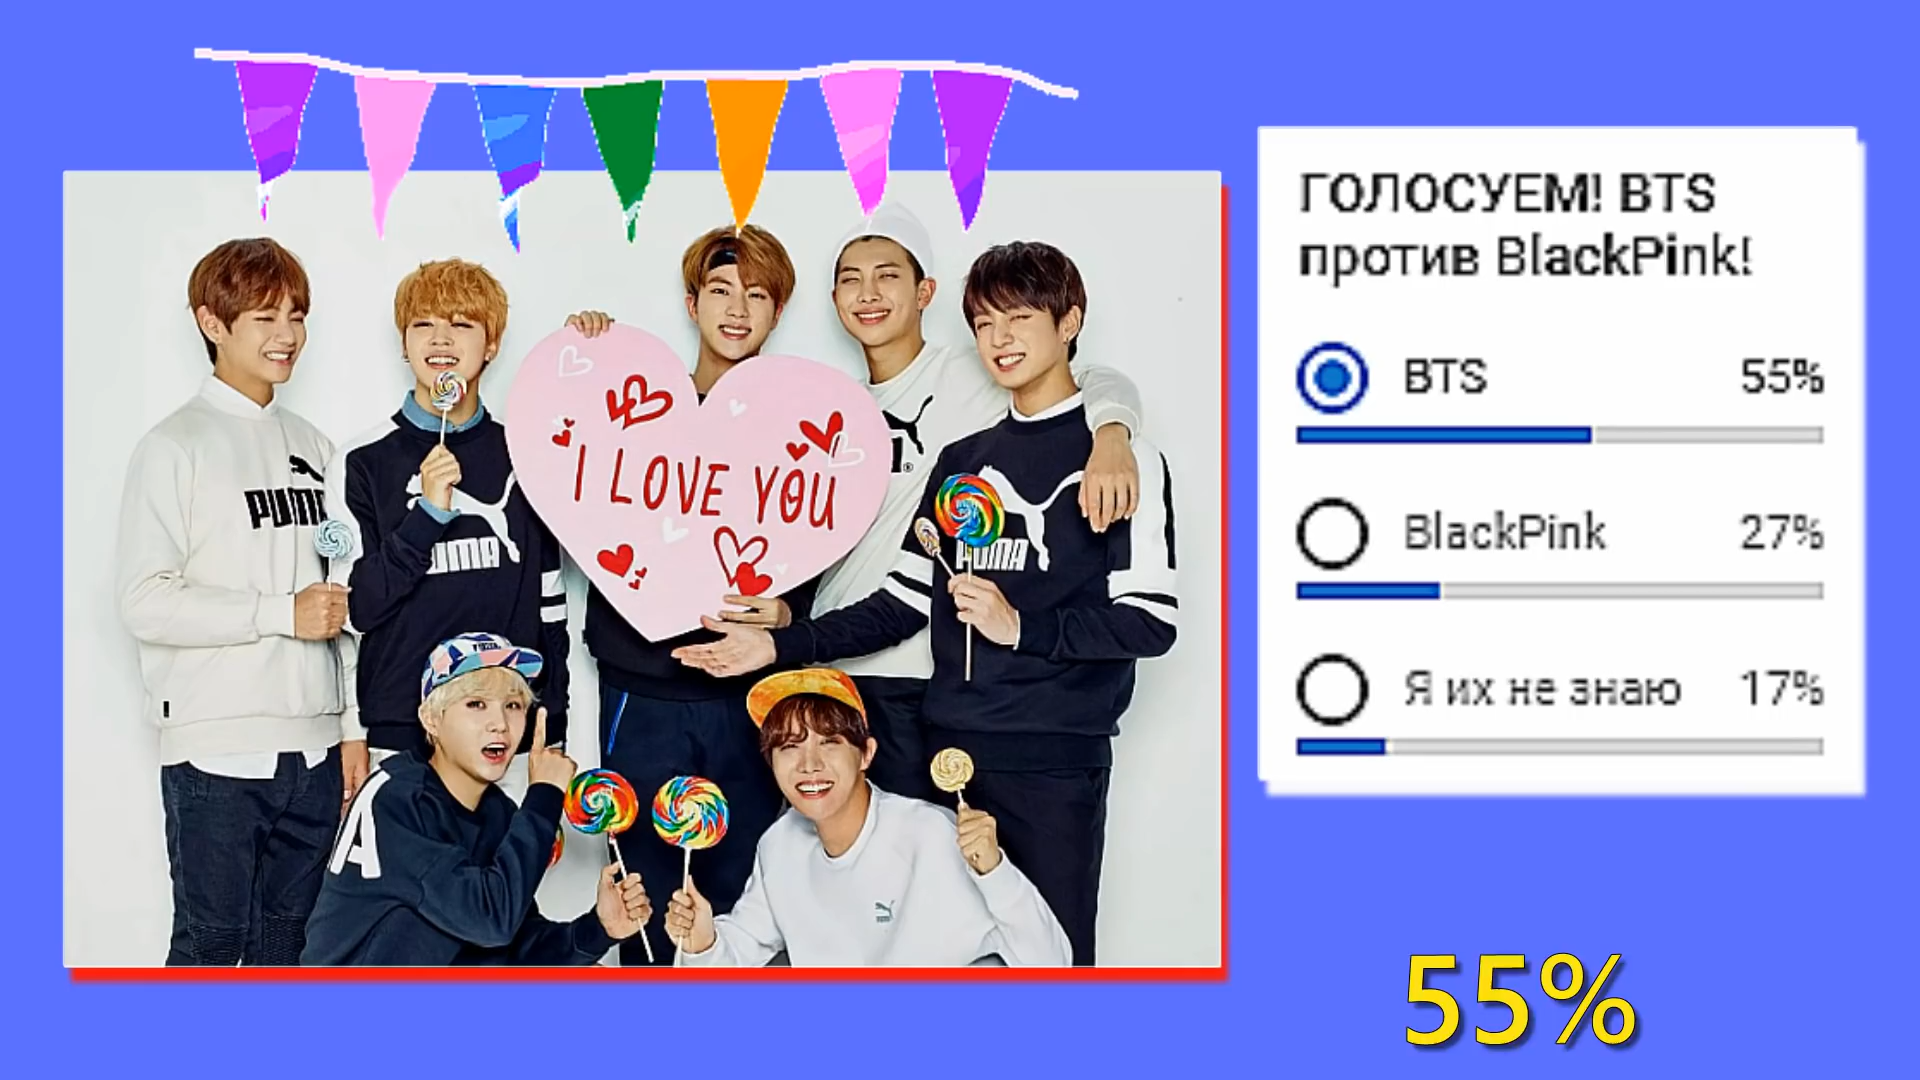 I LOVE YOU
PUMA
PUMA
PUMA
A
ГОЛОСУЕМ! BTS
против BlackPink!
BTS 55%
BlackPink 27%
Я их не знаю 17%
55%